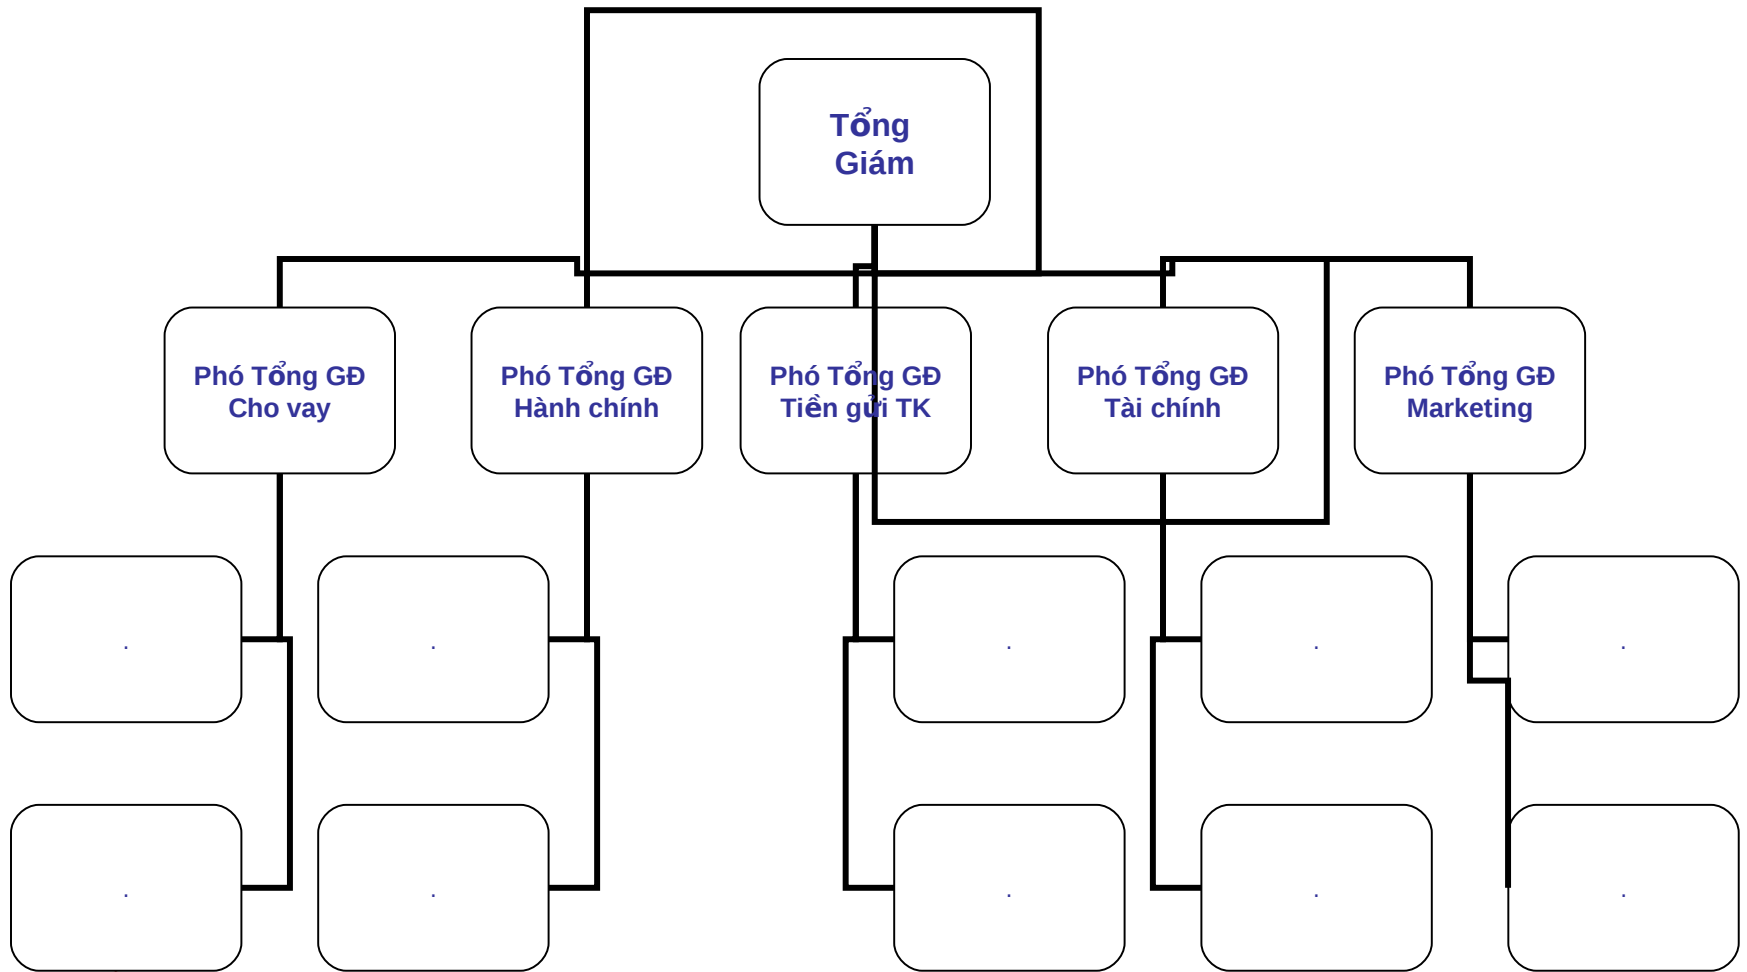 Tổng
Giám
Phó Tổng GĐ
Cho vay
Phó Tổng GĐ
Hành chính
Phó Tổng GĐ
Tiền gửi TK
Phó Tổng GĐ
Tài chính
Phó Tổng GĐ
Marketing
.
.
.
.
.
.
.
.
.
.